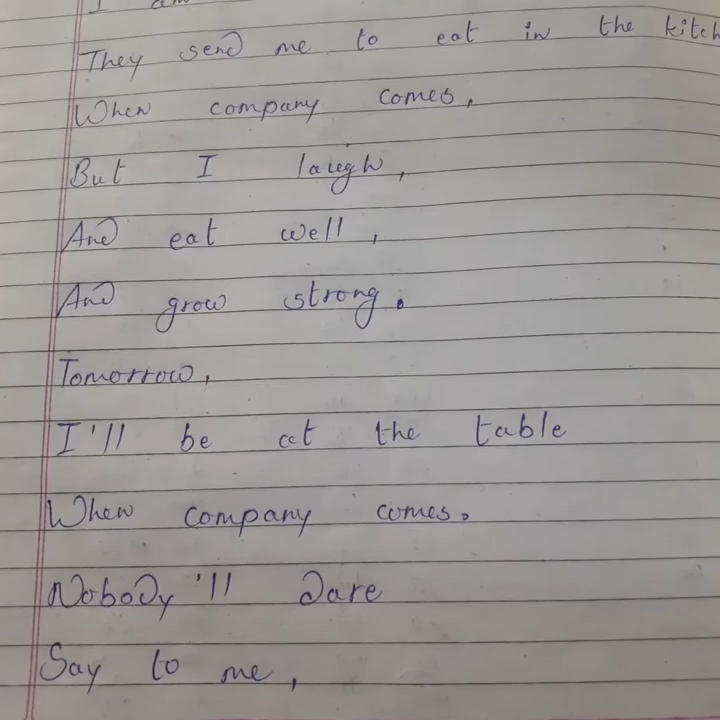 They send me to eat in the kitch
When company comes,
But I laugh,
And eat well,
And grow strong.
Tomorrow,
I'll be at the table
When company comes.
Nobody'll dare
Say to me,